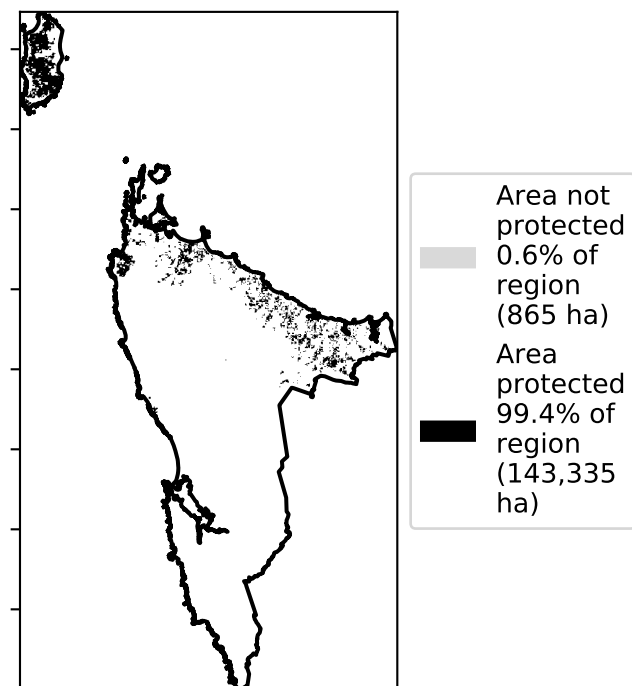 Area not
protected
0.6% of
region
(865 ha)
Area
protected
99.4% of
region
(143,335
ha)